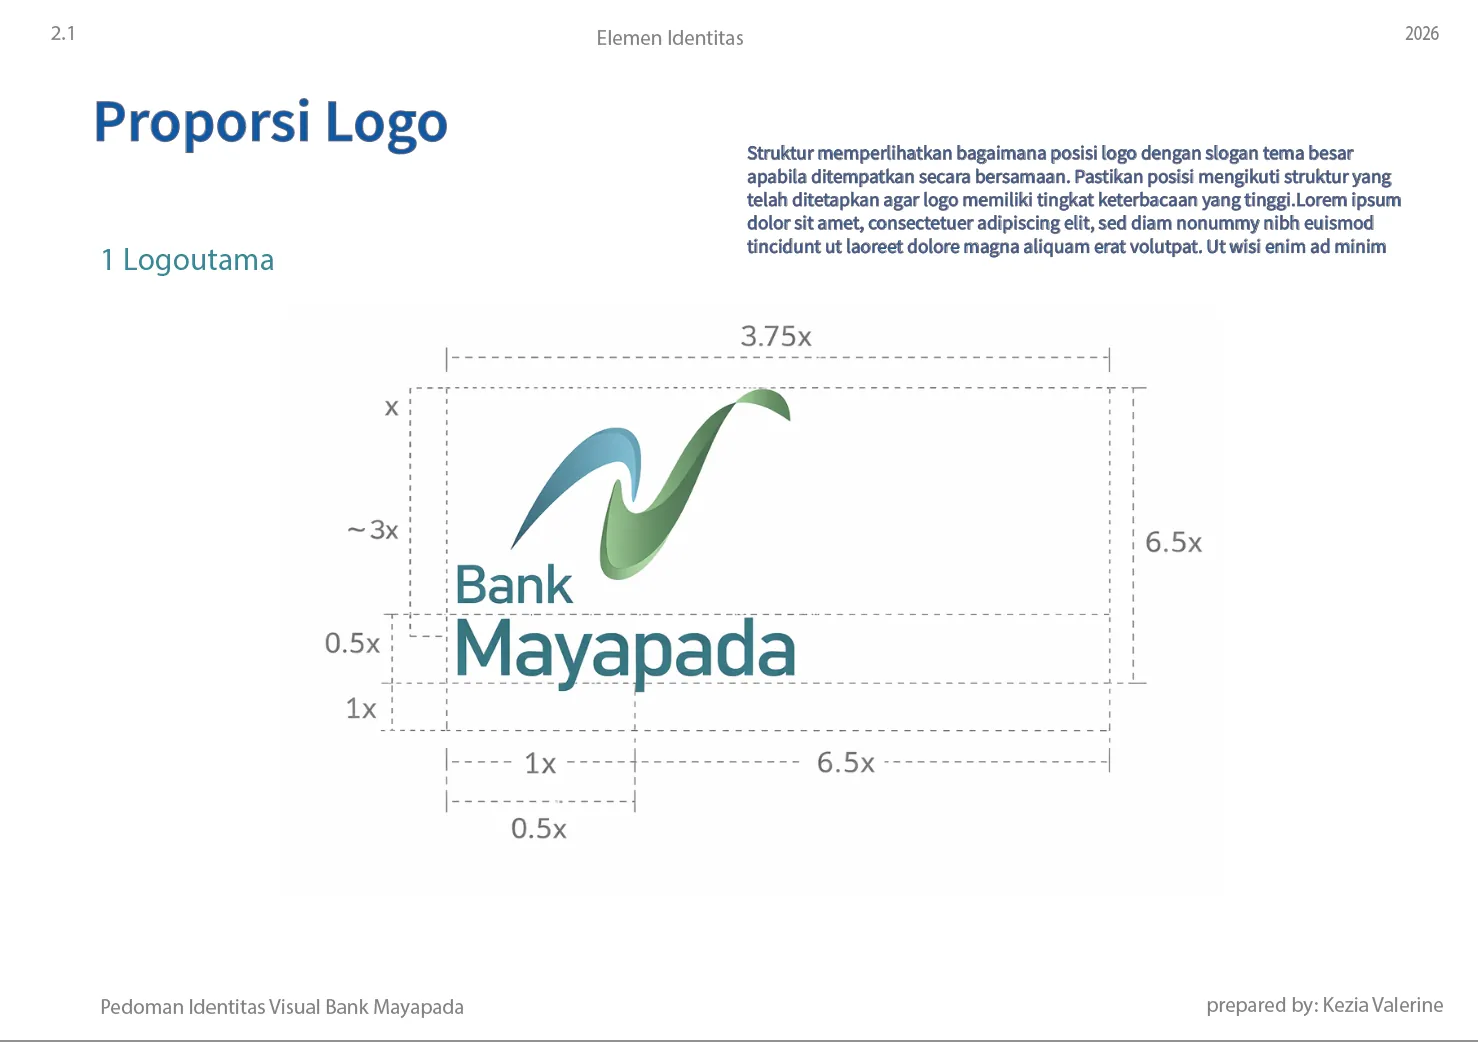 2.1
Elemen Identitas
2026
Proporsi Logo
Struktur memperlihatkan bagaimana posisi logo dengan slogan tema besar
apabila ditempatkan secara bersamaan. Pastikan posisi mengikuti struktur yang
telah ditetapkan agar logo memiliki tingkat keterbacaan yang tinggi.Lorem ipsum
dolor sit amet, consectetuer adipiscing elit, sed diam nonummy nibh euismod
tincidunt ut laoreet dolore magna aliquam erat volutpat. Ut wisi enim ad minim
1 Logoutama
3.75x
x
~3x
6.5x
Bank
Mayapada
0.5x
1x
1x
6.5x
0.5x
Pedoman Identitas Visual Bank Mayapada
prepared by: Kezia Valerine